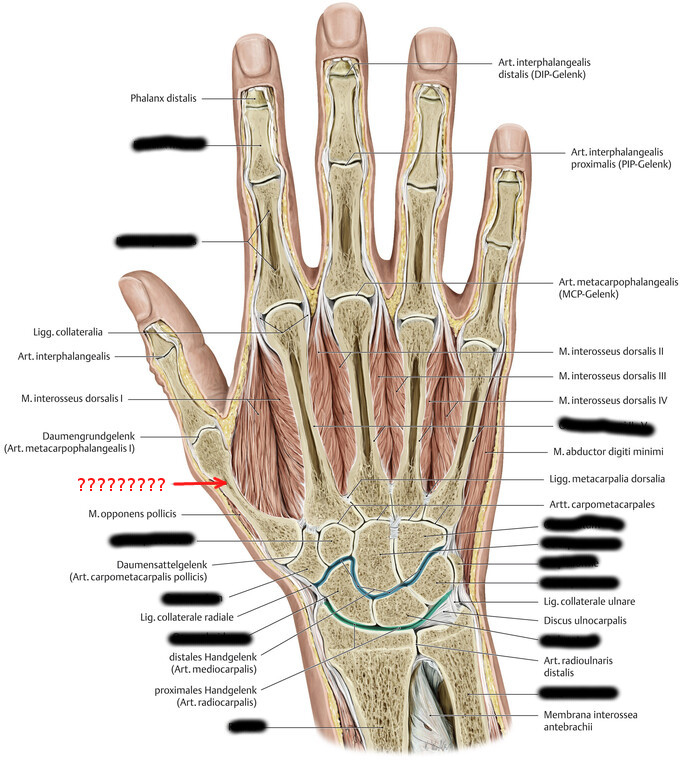 Art. interphalangealis
distalis (DIP-Gelenk)
Phalanx distalis
Art. interphalangealis
proximalis (PIP-Gelenk)
Art. metacarpophalangealis
(MCP-Gelenk)
Ligg. collateralia
Art. interphalangealis
M. interosseus dorsalis I
Daumengrundgelenk
(Art. metacarpophalangealis I)
?????????
M. opponens pollicis
Daumensattelgelenk
(Art. carpometacarpalis pollicis)
Lig. collaterale radiale
distales Handgelenk
(Art. mediocarpalis)
proximales Handgelenk
(Art. radiocarpalis)
M. interosseus dorsalis II
M. interosseus dorsalis III
M. interosseus dorsalis IV
M. abductor digiti minimi
Ligg. metacarpalia dorsalia
Artt. carpometacarpales
Lig. collaterale ulnare
Discus ulnocarpalis
Art. radioulnaris
distalis
Membrana interossea
antebrachii